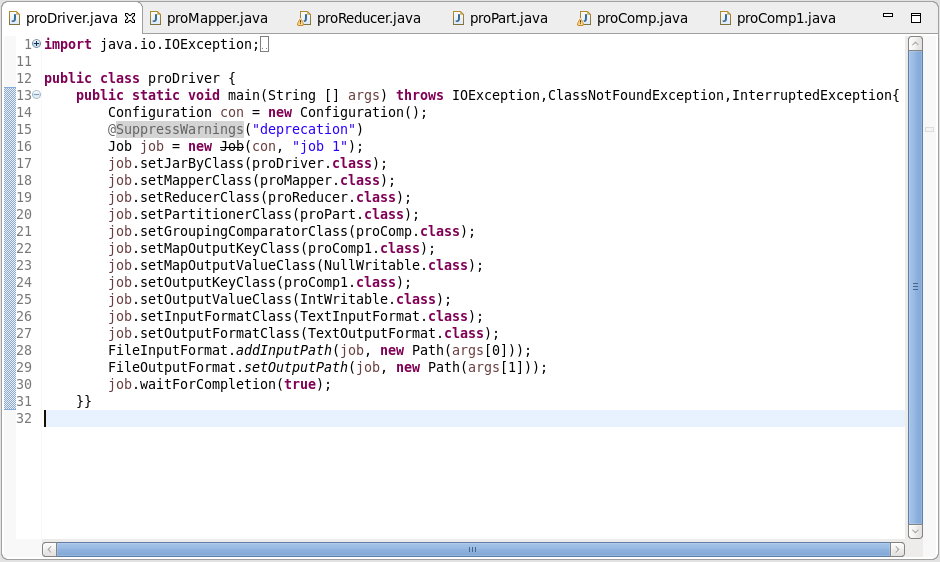 proDriver.java proMapper.java proReducer.java proPart.java proComp.java proComp1.java
1 import java.io.IOException;
11
12 public class proDriver {
13 public static void main(String [] args) throws IOException,ClassNotFoundException,InterruptedException{
14 Configuration con = new Configuration();
15 @SuppressWarnings("deprecation")
16 Job job = new Job(con, "job 1");
17 job.setJarByClass(proDriver.class);
18 job.setMapperClass(proMapper.class);
19 job.setReducerClass(proReducer.class);
20 job.setPartitionerClass(proPart.class);
21 job.setGroupingComparatorClass(proComp.class);
22 job.setMapOutputKeyClass(proComp1.class);
23 job.setMapOutputValueClass(NullWritable.class);
24 job.setOutputKeyClass(proComp1.class);
25 job.setOutputValueClass(IntWritable.class);
26 job.setInputFormatClass(TextInputFormat.class);
27 job.setOutputFormatClass(TextOutputFormat.class);
28 FileInputFormat.addInputPath(job, new Path(args[0]));
29 FileOutputFormat.setOutputPath(job, new Path(args[1]));
30 job.waitForCompletion(true);
31 }}
32